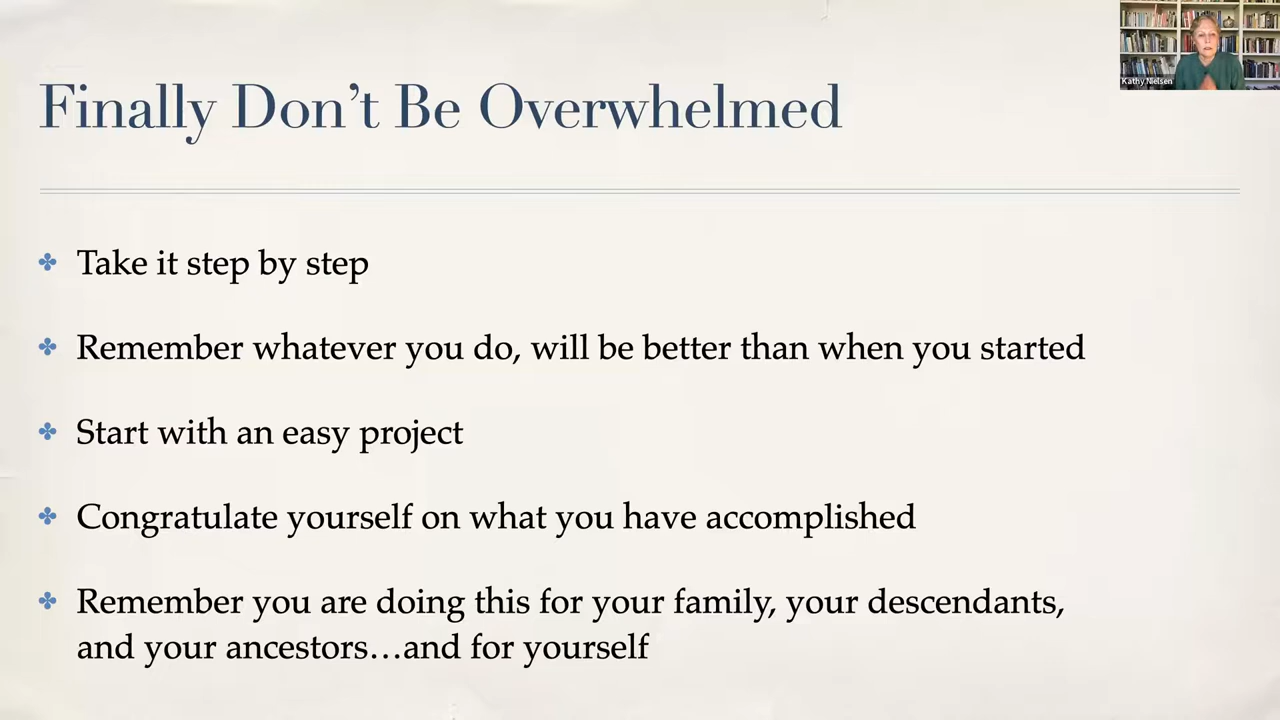 Finally Don’t Be Overwhelmed
Kathy Nielsen
Take it step by step
Remember whatever you do, will be better than when you started
Start with an easy project
Congratulate yourself on what you have accomplished
Remember you are doing this for your family, your descendants,
and your ancestors…and for yourself